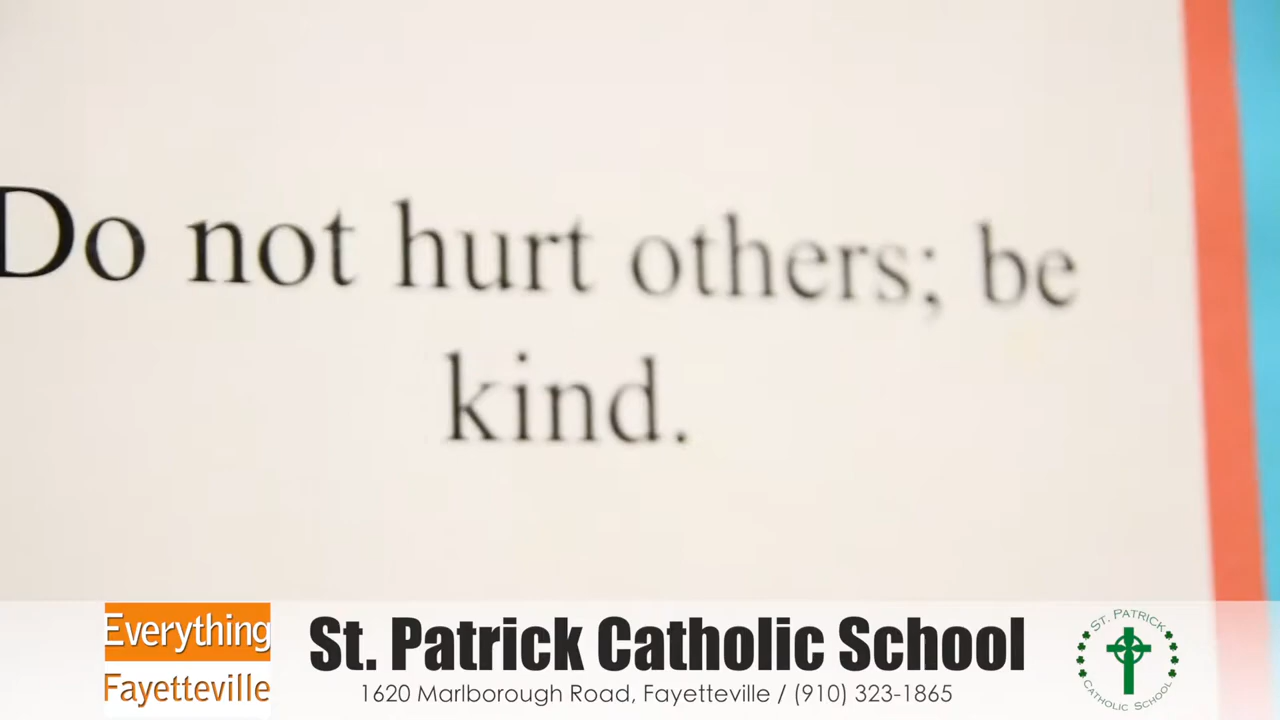 Do not hurt others; be
kind.
Everything
Fayetteville
St. Patrick Catholic School
1620 Marlborough Road, Fayetteville / (910) 323-1865
ST. PATRICK
CATHOLIC SCHOOL